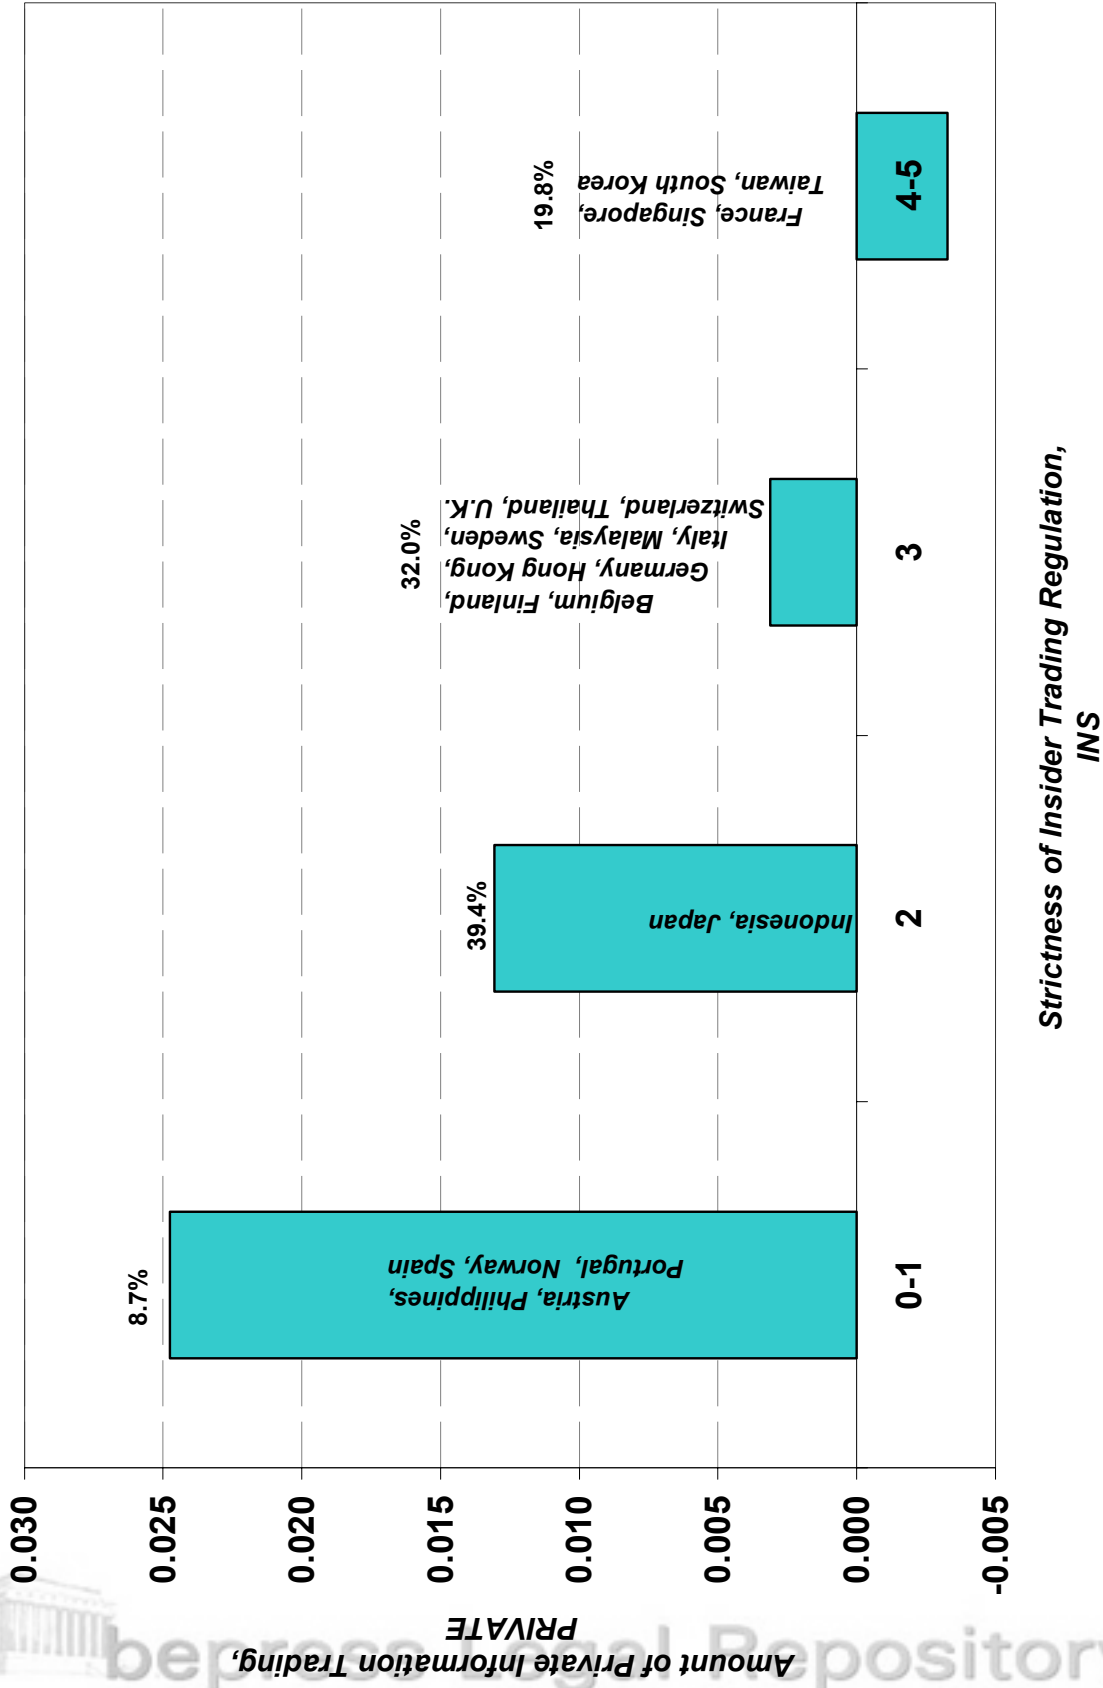 Amount of Private Information Trading,
PRIVATE
0.030
0.025
0.020
0.015
0.010
0.005
0.000
-0.005
8.7%
Austria, Philippines,
Portugal, Norway, Spain
39.4%
Indonesia, Japan
32.0%
Belgium, Finland,
Germany, Hong Kong,
Italy, Malaysia, Sweden,
Switzerland, Thailand, U.K.
19.8%
France, Singapore,
Taiwan, South Korea
0-1
2
3
4-5
Strictness of Insider Trading Regulation,
INS
bepress Legal Repository